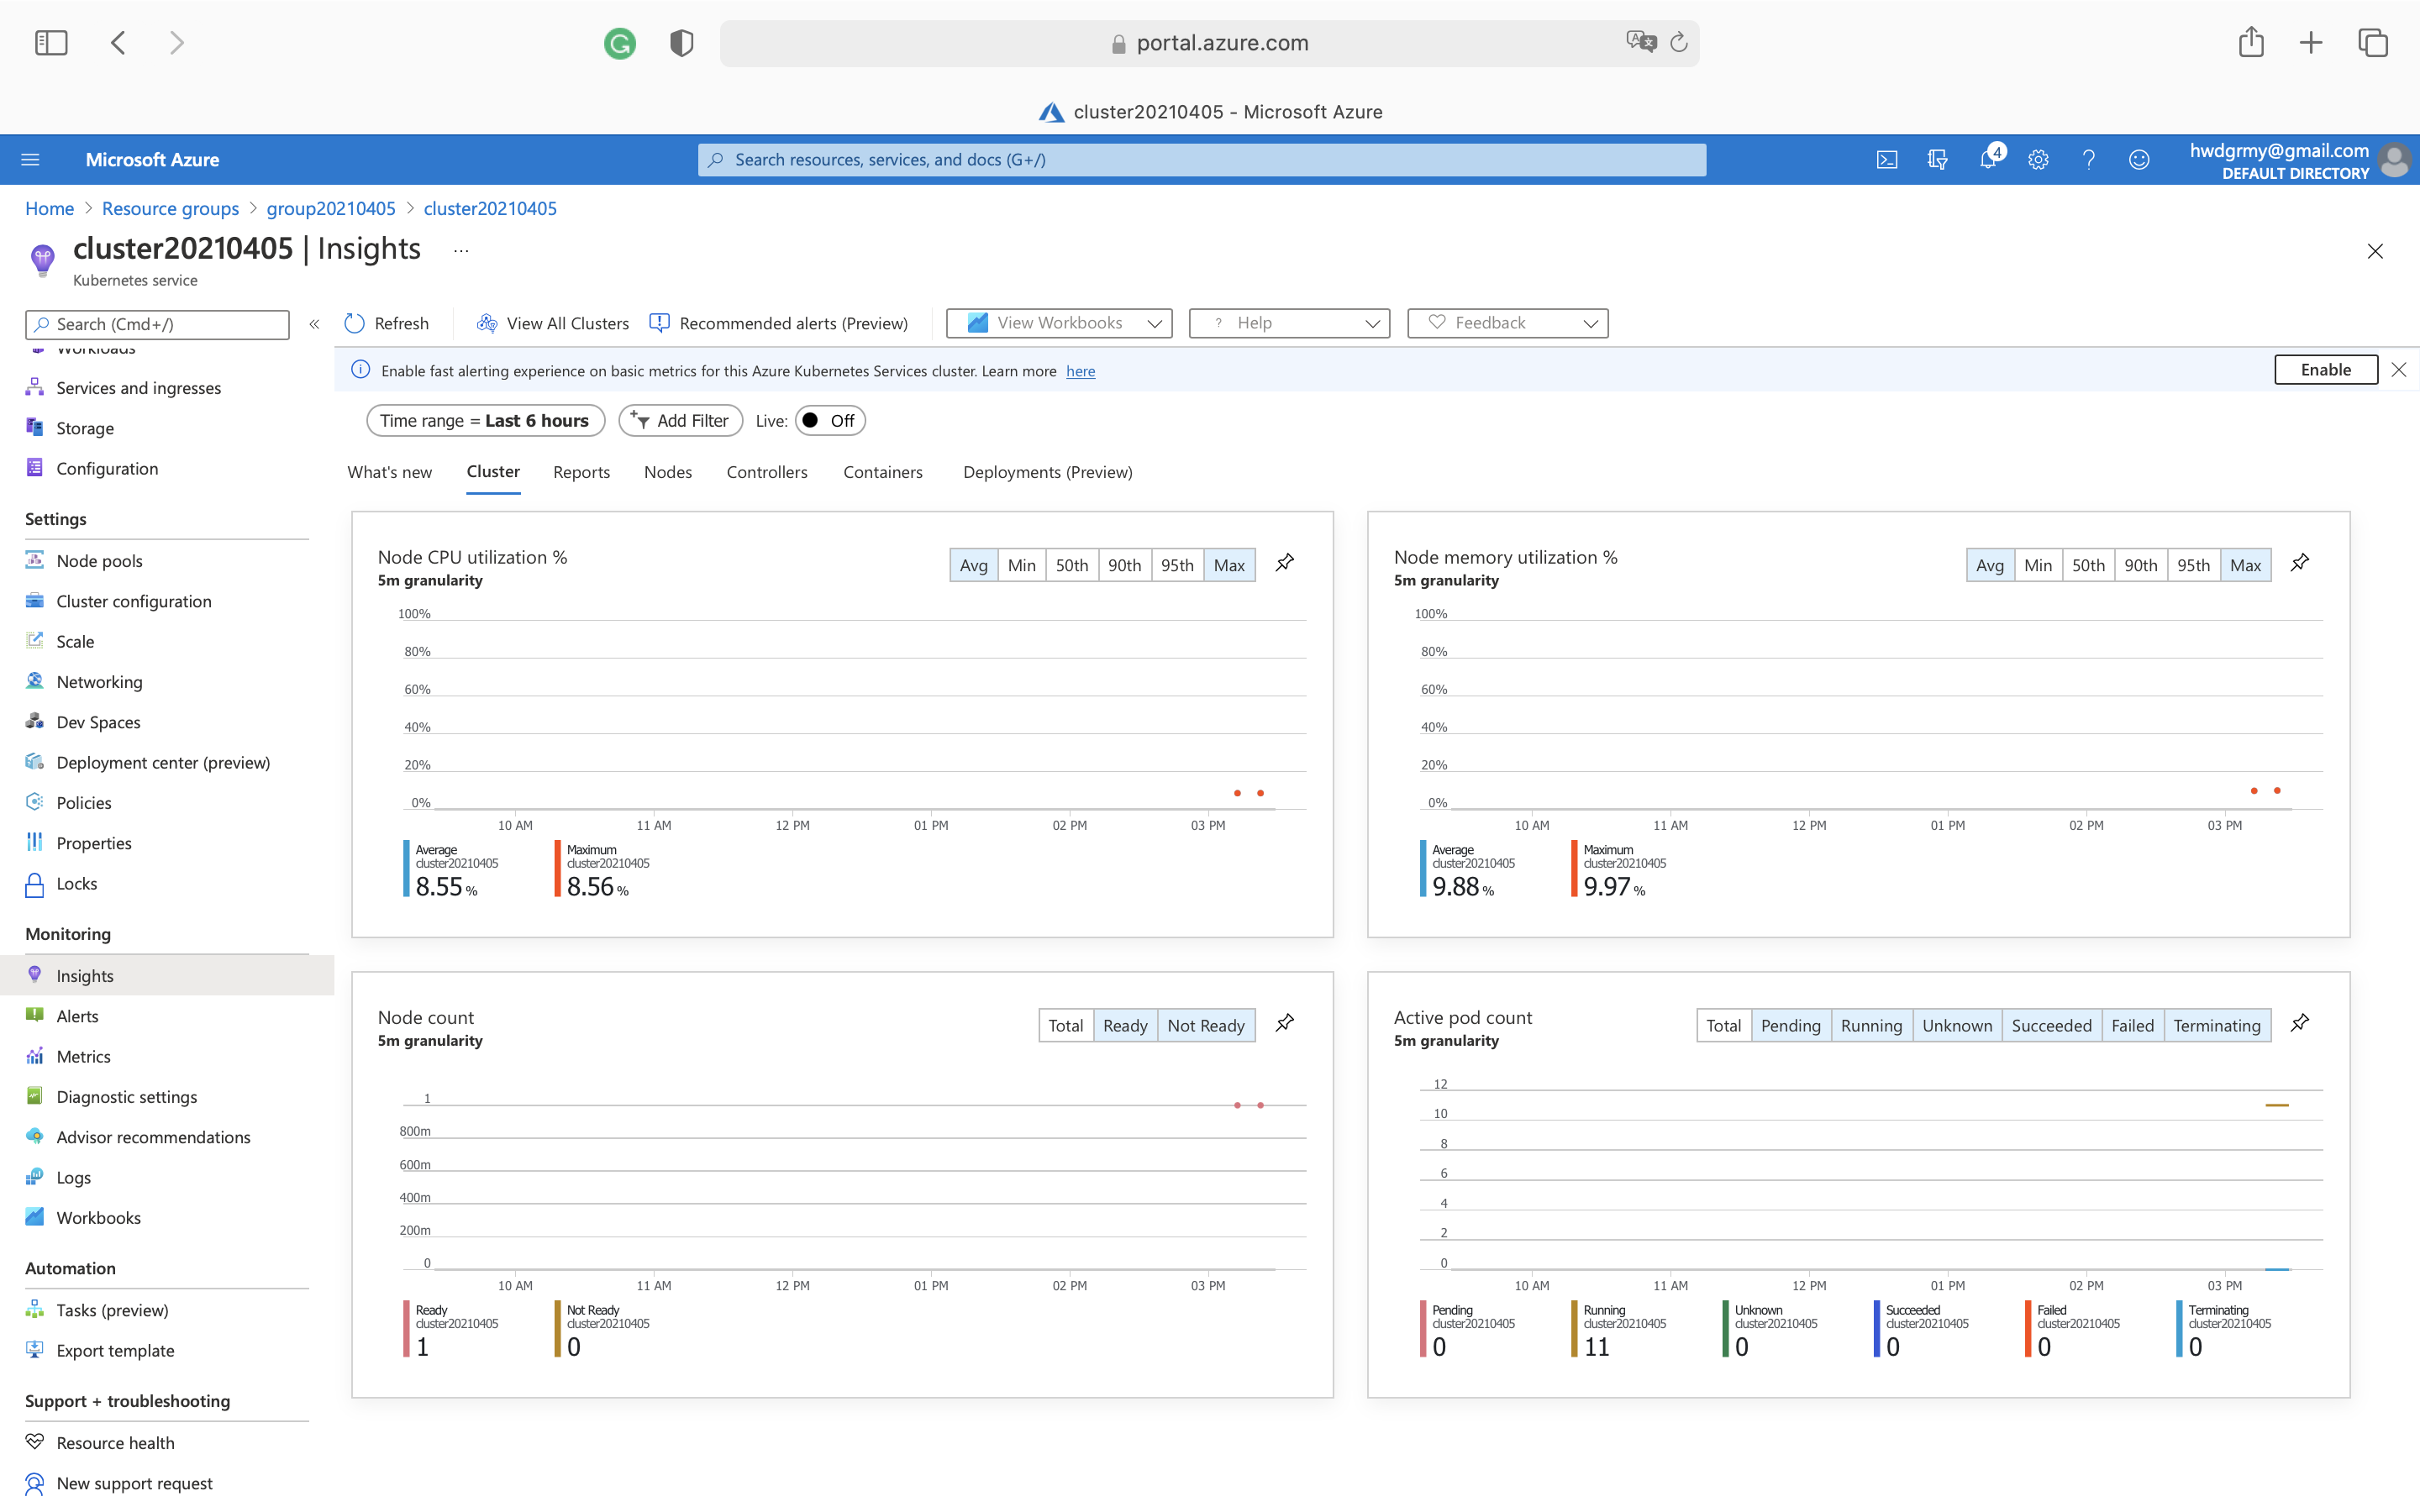 portal.azure.com
cluster20210405 - Microsoft Azure
Microsoft Azure
Search resources, services, and docs (G+/)
4
hwdgrmy@gmail.com
DEFAULT DIRECTORY
Home > Resource groups > group20210405 > cluster20210405
cluster20210405 | Insights ...
Kubernetes service
Search (Cmd+/)
«
Refresh
View All Clusters
Recommended alerts (Preview)
View Workbooks
? Help
Feedback
Workloads
Services and ingresses
Storage
Configuration
Settings
Node pools
Cluster configuration
Scale
Networking
Dev Spaces
Deployment center (preview)
Policies
Properties
Locks
Monitoring
Insights
Alerts
Metrics
Diagnostic settings
Advisor recommendations
Logs
Workbooks
Automation
Tasks (preview)
Export template
Support + troubleshooting
Resource health
New support request
Enable fast alerting experience on basic metrics for this Azure Kubernetes Services cluster. Learn more here
Enable
Time range = Last 6 hours
Add Filter
Live: Off
What's new Cluster Reports Nodes Controllers Containers Deployments (Preview)
Node CPU utilization %
5m granularity
Avg Min 50th 90th 95th Max
100%
80%
60%
40%
20%
0%
10 AM 11 AM 12 PM 01 PM 02 PM 03 PM
Average
cluster20210405
8.55 %
Maximum
cluster20210405
8.56 %
Node memory utilization %
5m granularity
Avg Min 50th 90th 95th Max
100%
80%
60%
40%
20%
0%
10 AM 11 AM 12 PM 01 PM 02 PM 03 PM
Average
cluster20210405
9.88 %
Maximum
cluster20210405
9.97 %
Node count
5m granularity
Total Ready Not Ready
1
800m
600m
400m
200m
0
10 AM 11 AM 12 PM 01 PM 02 PM 03 PM
Ready
cluster20210405
1
Not Ready
cluster20210405
0
Active pod count
5m granularity
Total Pending Running Unknown Succeeded Failed Terminating
12
10
8
6
4
2
0
10 AM 11 AM 12 PM 01 PM 02 PM 03 PM
Pending
cluster20210405
0
Running
cluster20210405
11
Unknown
cluster20210405
0
Succeeded
cluster20210405
0
Failed
cluster20210405
0
Terminating
cluster20210405
0